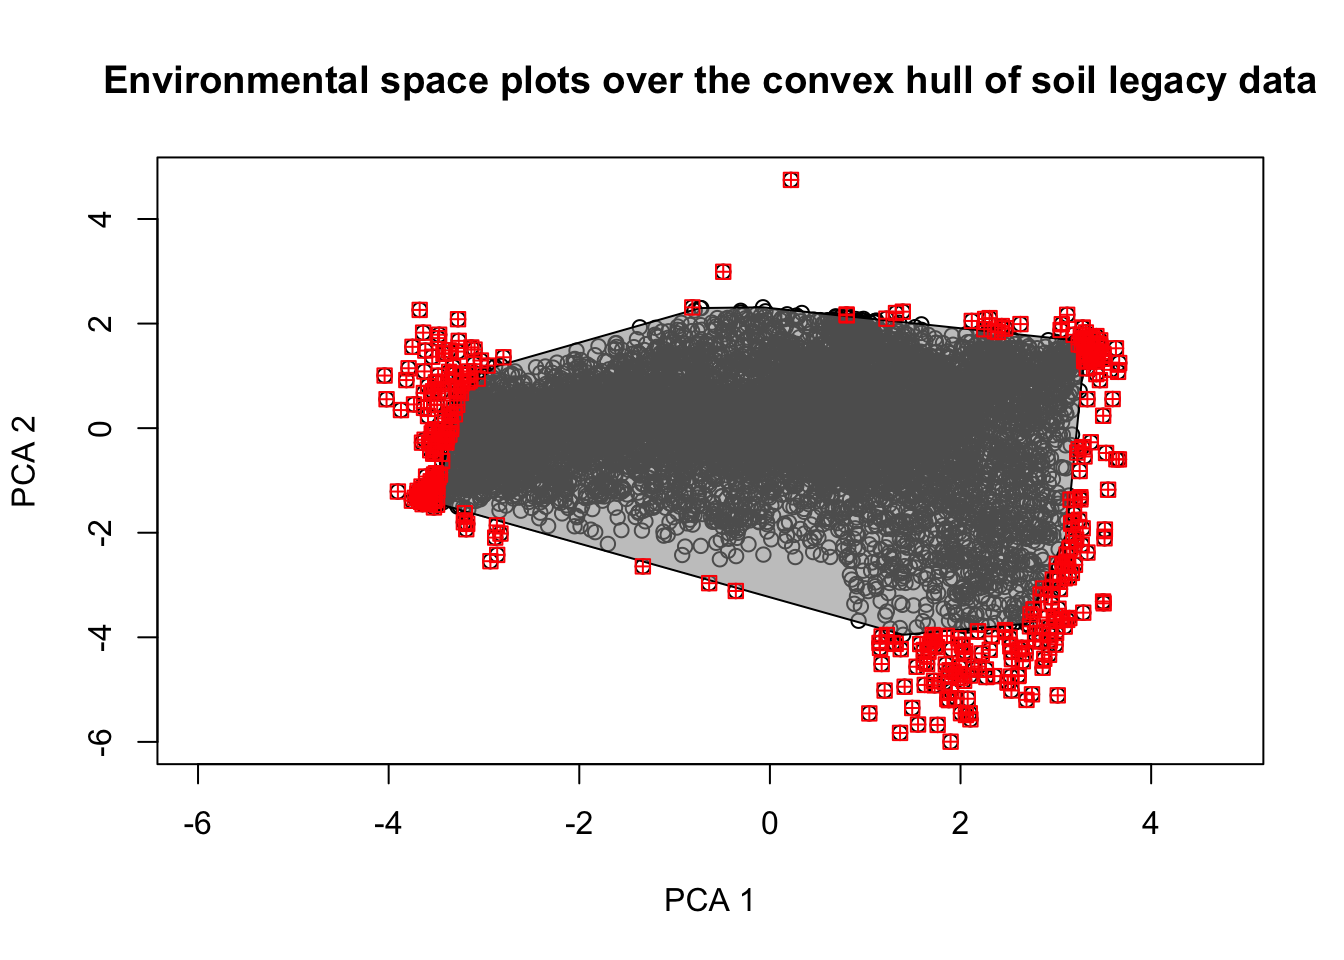 Environmental space plots over the convex hull of soil legacy data
PCA 2
4
2
0
-2
-4
-6
-6 -4 -2 0 2 4
PCA 1